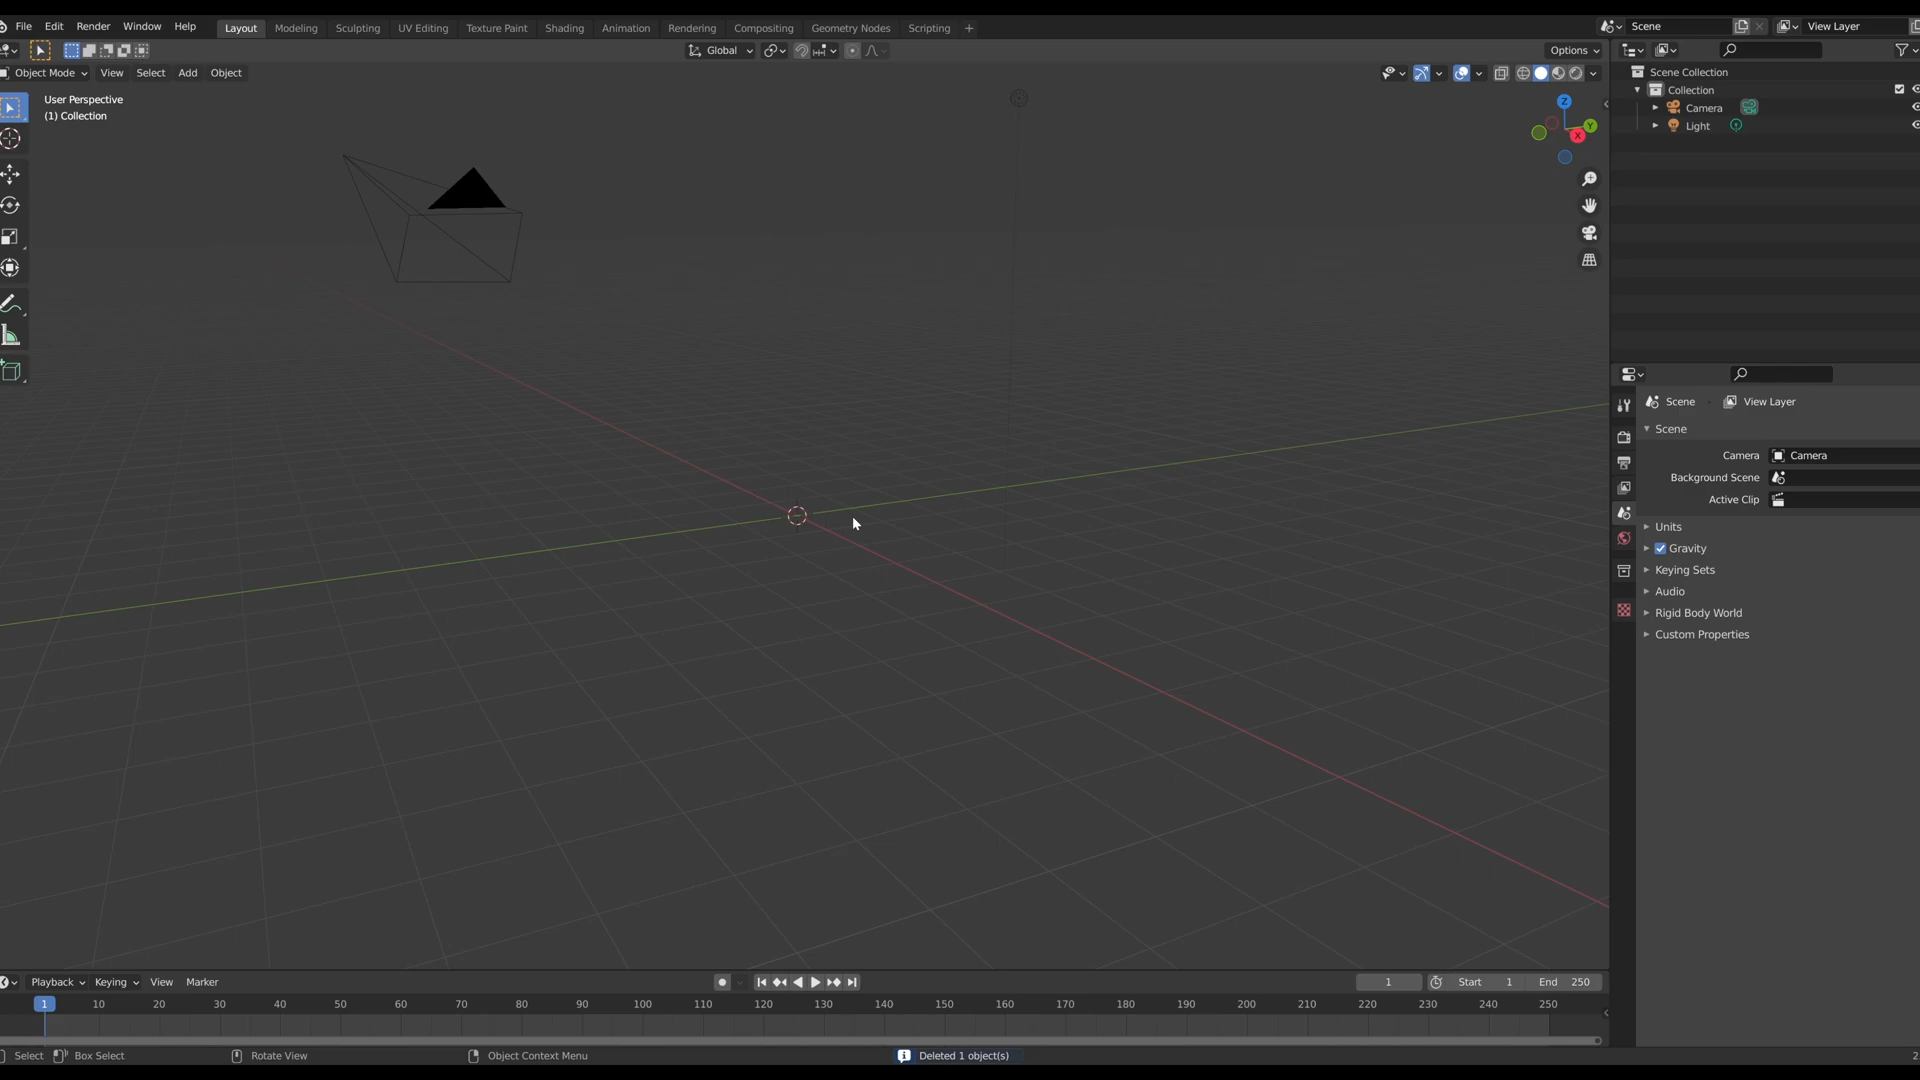 File Edit Render Window Help Layout Modeling Sculpting UV Editing Texture Paint Shading Animation Rendering Compositing Geometry Nodes Scripting + Scene View Layer
Global Options
Object Mode View Select Add Object
User Perspective
(1) Collection
Z
Y
X
Scene Collection
Collection
Camera
Light
Scene View Layer
Scene
Camera Camera
Background Scene
Active Clip
Units
Gravity
Keying Sets
Audio
Rigid Body World
Custom Properties
Playback Keying View Marker 1 Start 1 End 250
1 10 20 30 40 50 60 70 80 90 100 110 120 130 140 150 160 170 180 190 200 210 220 230 240 250
Select Box Select Rotate View Object Context Menu Deleted 1 object(s) 2.